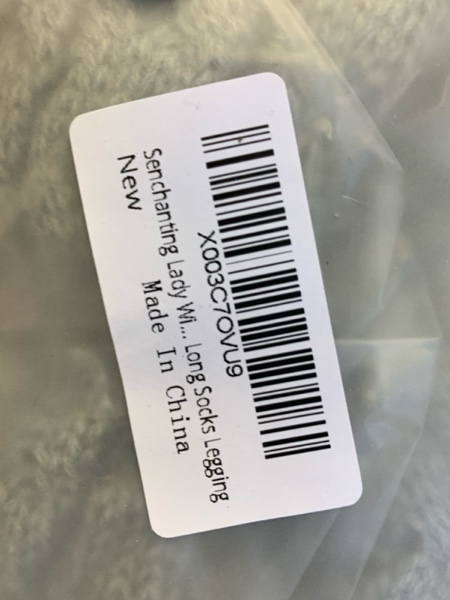 X003C7OVU9
Senchanting Lady Wi... Long Socks Legging
New
Made In China